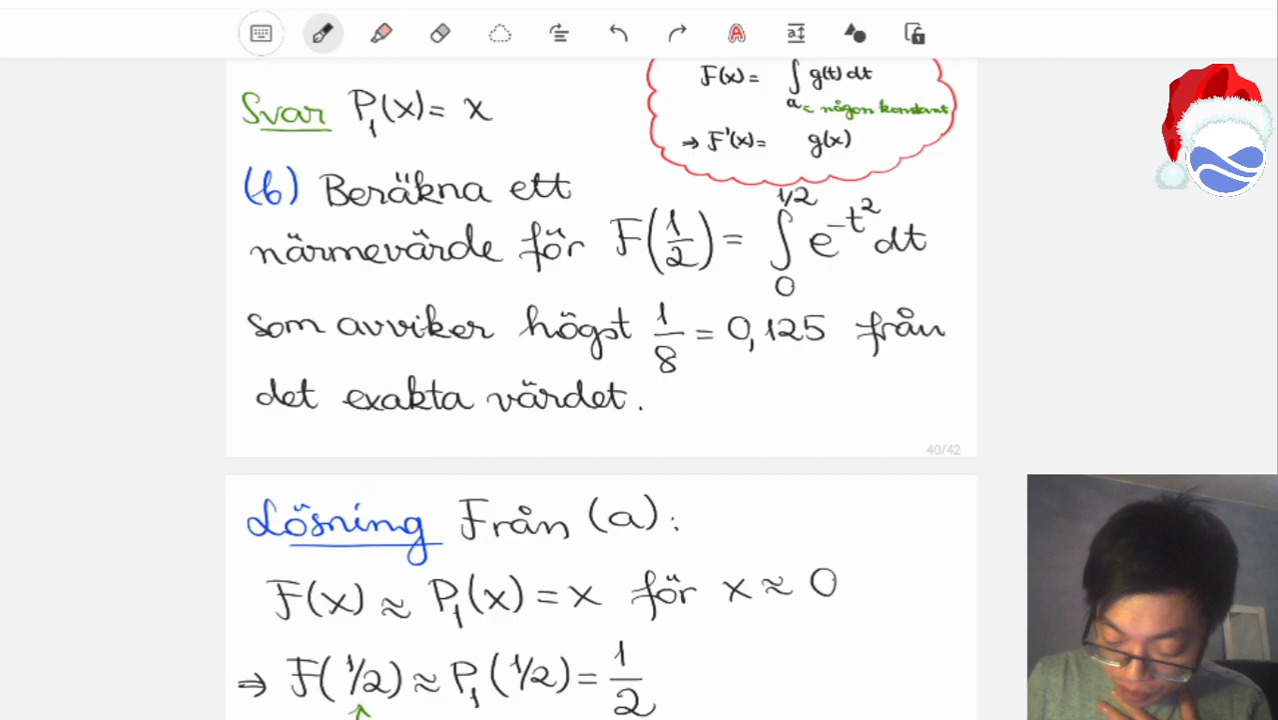 F(x) = ∫ g(t) dt
a ← någon konstant
⇒ F'(x) = g(x)
Svar P₁(x) = x
(b) Beräkna ett
närmevärde för F(1/2) = ∫₀^{1/2} e^{-t²} dt
som avviker högst 1/8 = 0,125 från
det exakta värdet.
40/42
Lösning Från (a):
F(x) ≈ P₁(x) = x för x ≈ 0
⇒ F(1/2) ≈ P₁(1/2) = 1/2